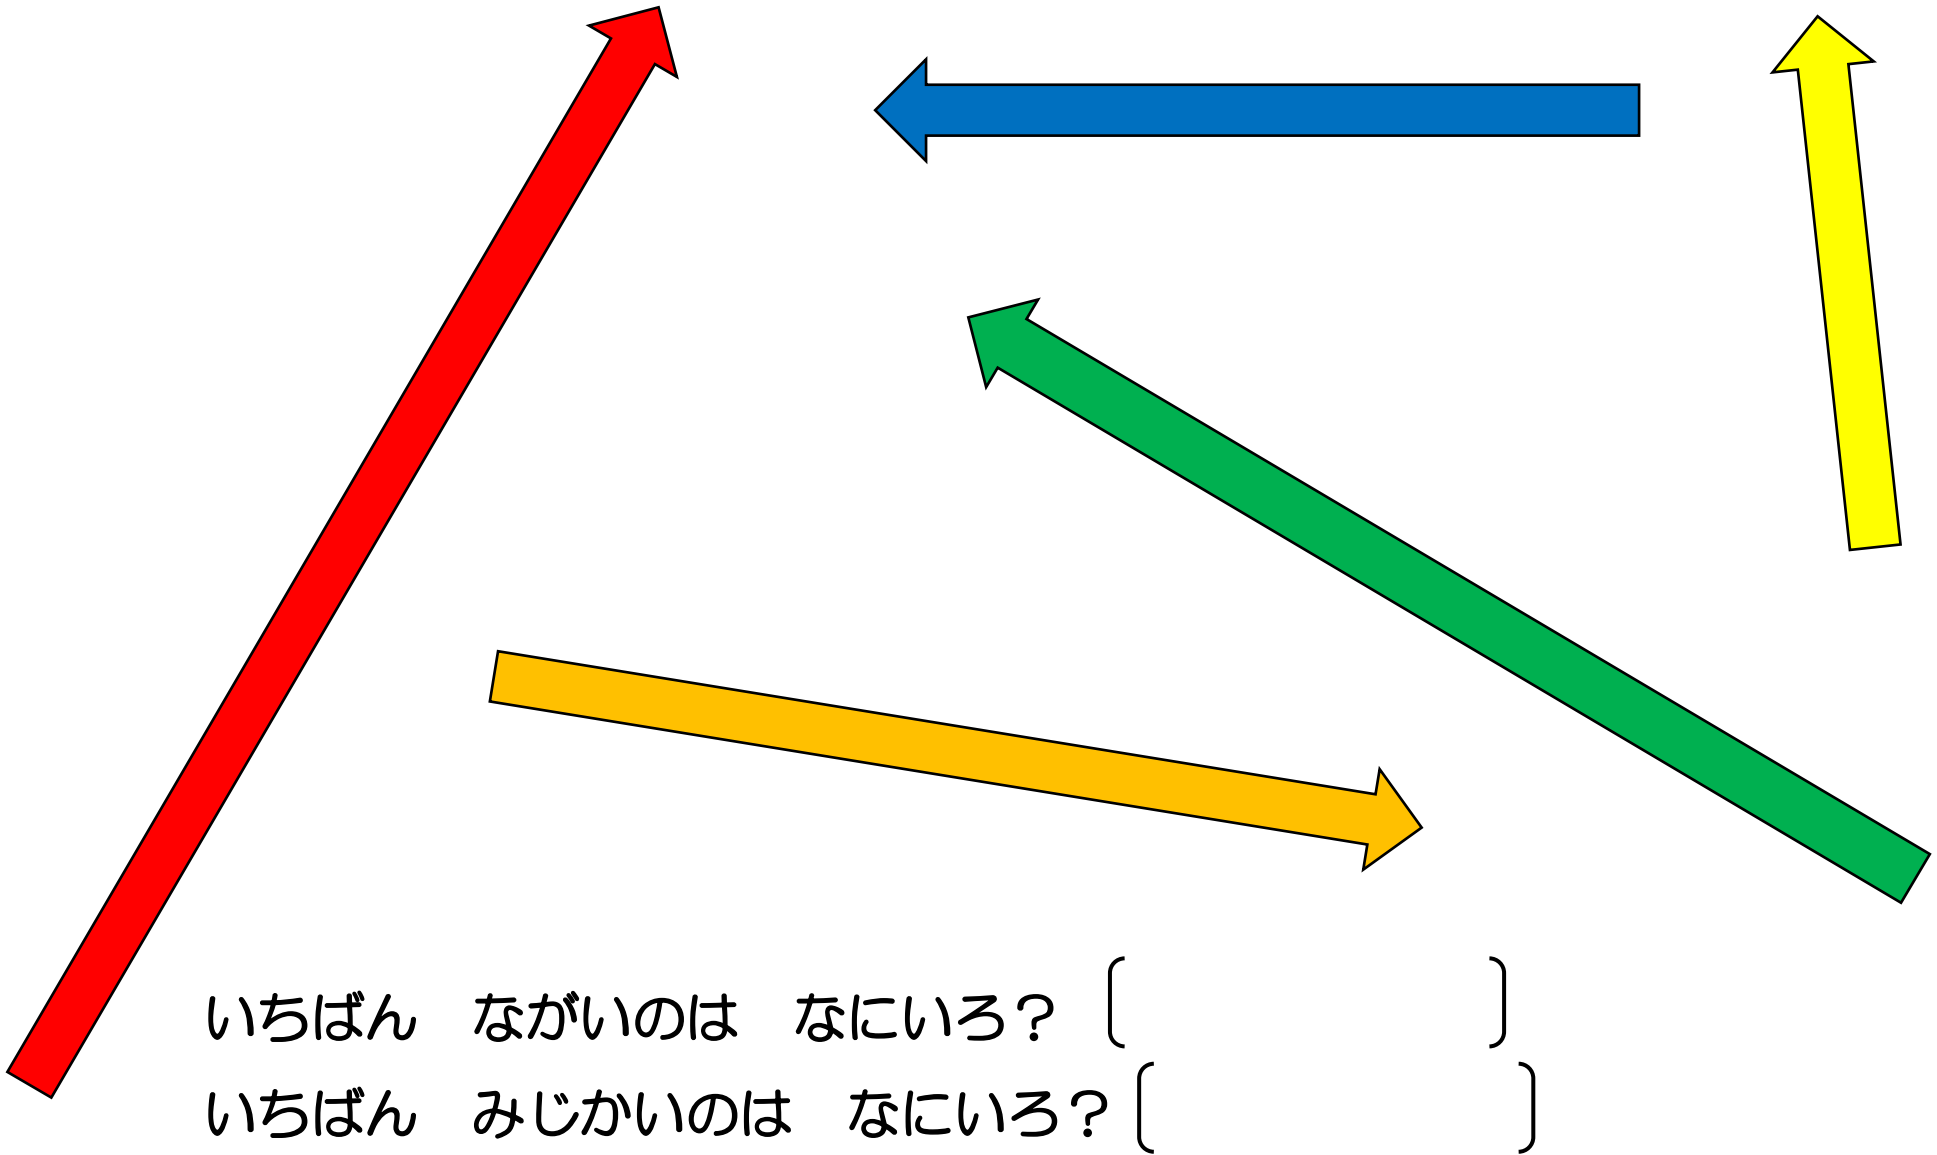 いちばん　ながいのは　なにいろ？〔　　　　　　　〕
いちばん　みじかいのは　なにいろ？〔　　　　　　　〕